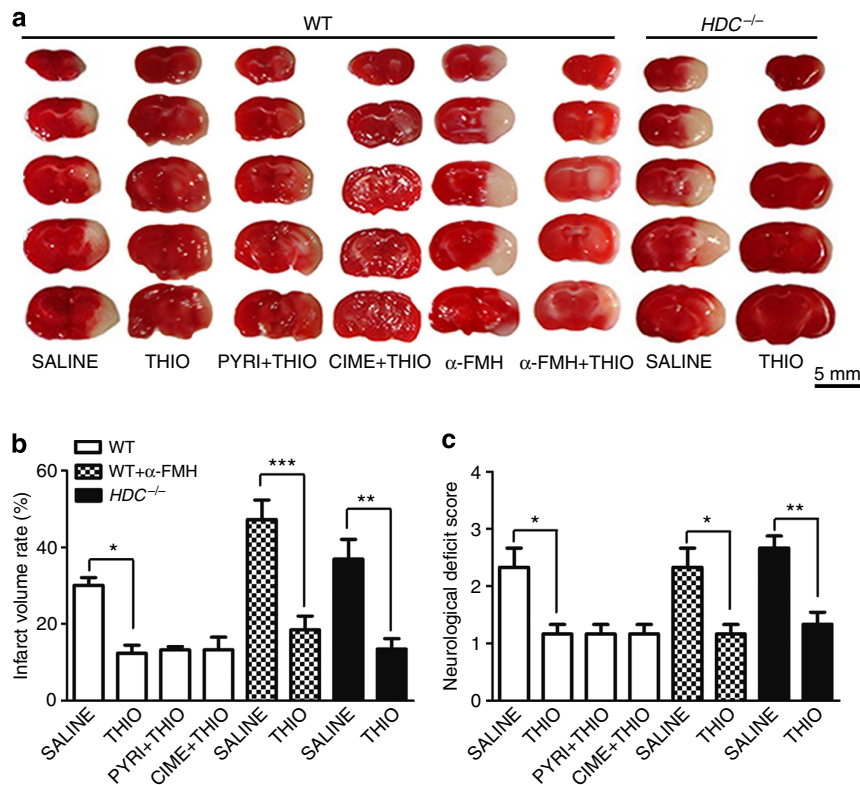 a
WT
HDC–/–
SALINE THIO PYRI+THIO CIME+THIO α-FMH α-FMH+THIO SALINE THIO
5 mm
b
WT
WT+α-FMH
HDC–/–
Infarct volume rate (%)
60
40
20
0
*
***
**
SALINE THIO PYRI+THIO CIME+THIO SALINE THIO SALINE THIO
c
Neurological deficit score
4
3
2
1
0
*
*
**
SALINE THIO PYRI+THIO CIME+THIO SALINE THIO SALINE THIO